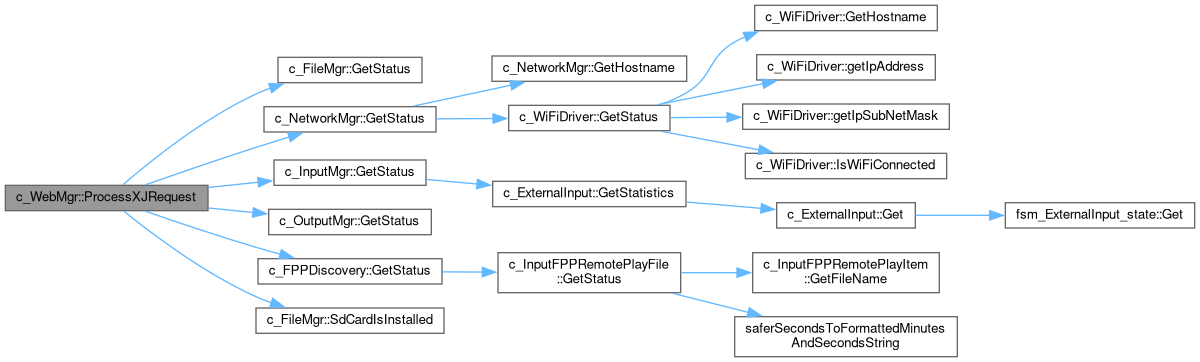 c_WebMgr::ProcessXJRequest
c_FileMgr::GetStatus
c_NetworkMgr::GetStatus
c_InputMgr::GetStatus
c_OutputMgr::GetStatus
c_FPPDiscovery::GetStatus
c_FileMgr::SdCardIsInstalled
c_NetworkMgr::GetHostname
c_WiFiDriver::GetStatus
c_ExternalInput::GetStatistics
c_InputFPPRemotePlayFile
::GetStatus
c_WiFiDriver::GetHostname
c_WiFiDriver::getIpAddress
c_WiFiDriver::getIpSubNetMask
c_WiFiDriver::IsWiFiConnected
c_ExternalInput::Get
c_InputFPPRemotePlayItem
::GetFileName
saferSecondsToFormattedMinutes
AndSecondsString
fsm_ExternalInput_state::Get